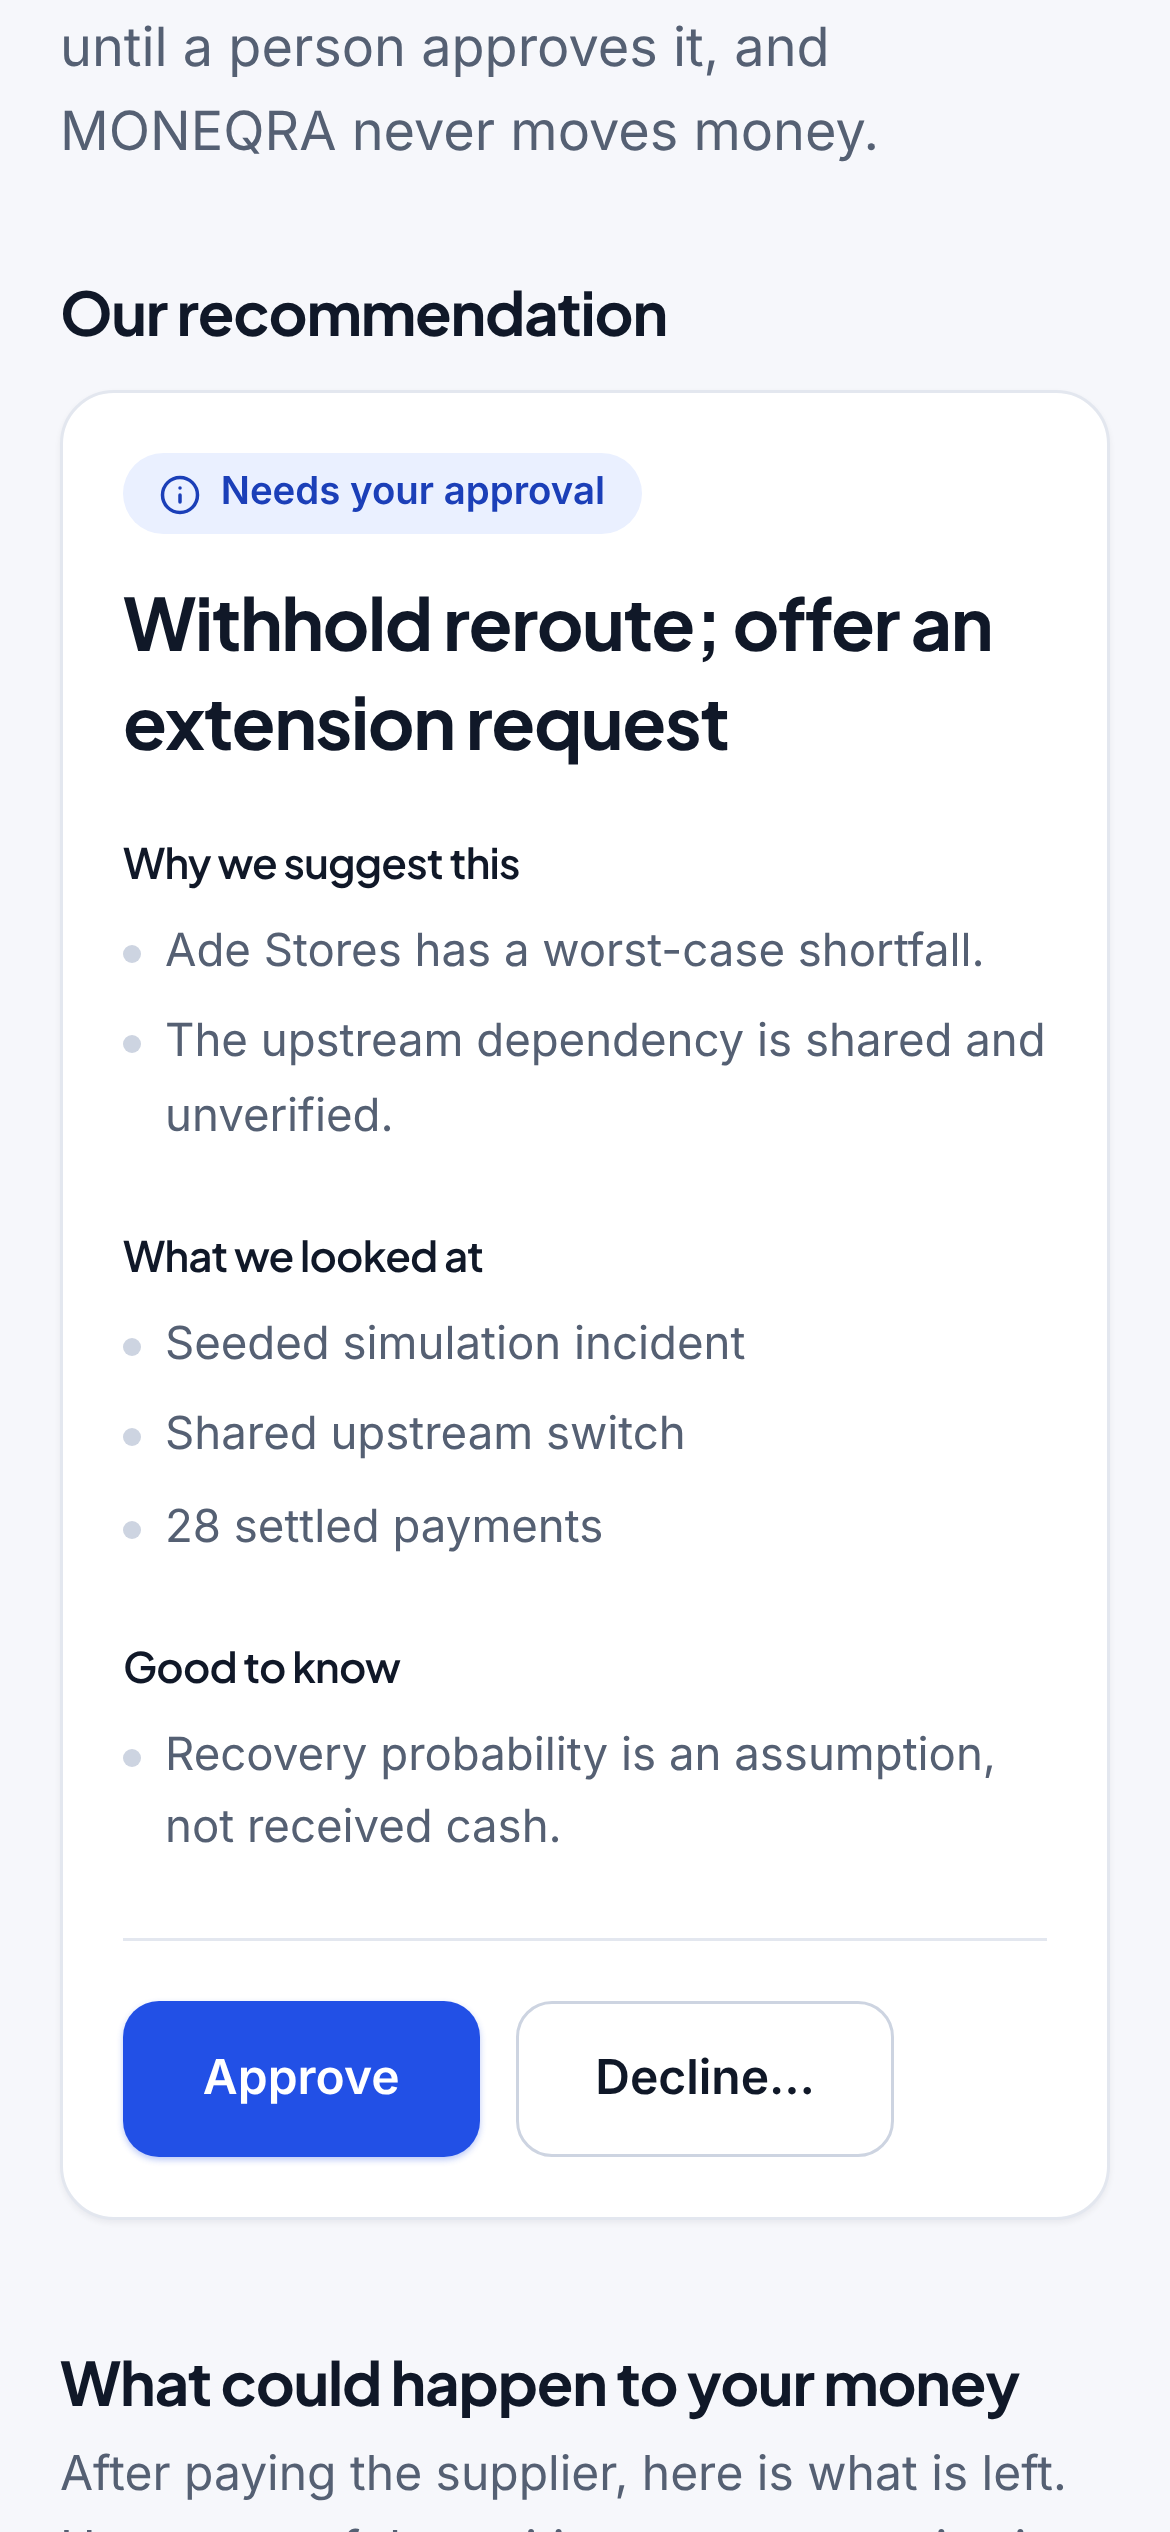 until a person approves it, and
MONEQRA never moves money.
Our recommendation
Needs your approval
Withhold reroute; offer an
extension request
Why we suggest this
Ade Stores has a worst-case shortfall.
The upstream dependency is shared and
unverified.
What we looked at
Seeded simulation incident
Shared upstream switch
28 settled payments
Good to know
Recovery probability is an assumption,
not received cash.
Approve
Decline...
What could happen to your money
After paying the supplier, here is what is left.